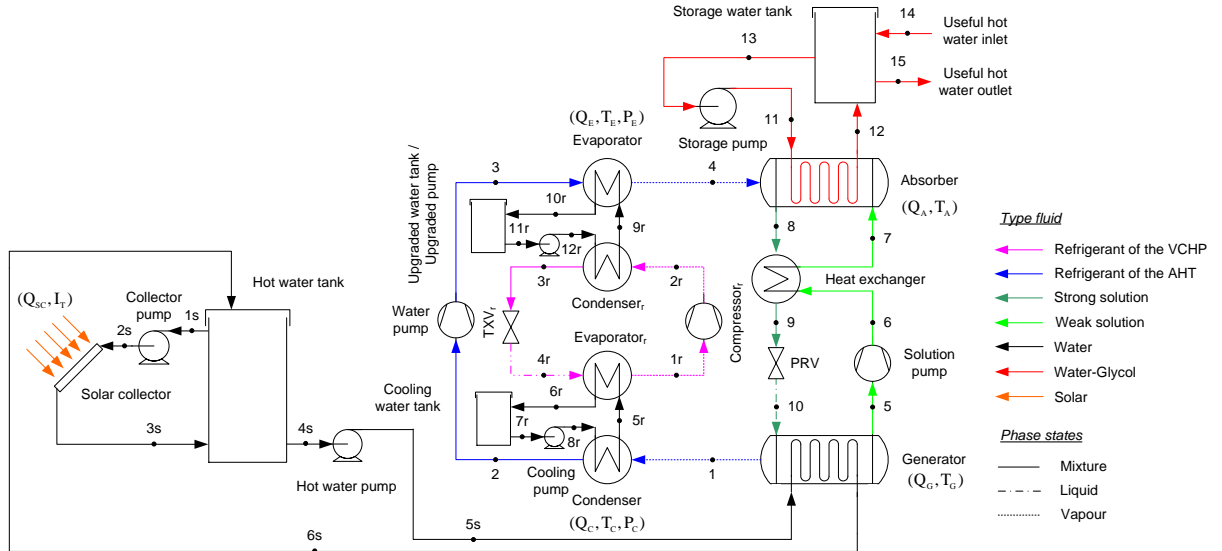 Storage water tank
14
Useful hot
water inlet
13
15
Useful hot
water outlet
11
12
Storage pump
(Q_E, T_E, P_E)
Evaporator
3
4
Absorber
(Q_A, T_A)
10r
11r
12r
9r
8
7
Upgraded water tank /
Upgraded pump
Type fluid
Refrigerant of the VCHP
Refrigerant of the AHT
Strong solution
Weak solution
Water
Water-Glycol
Solar
Hot water tank
(Q_SC, I_T)
Collector
pump
1s
2s
3r
Condenser_r
2r
Heat exchanger
Water
pump
TXV_r
Compressor_r
9
6
Evaporator_r
PRV
Solution
pump
4r
1r
Solar collector
Cooling
water tank
6r
7r
8r
5r
10
5
3s
4s
Phase states
Mixture
Liquid
Vapour
2
Cooling
pump
1
Generator
(Q_G, T_G)
Hot water pump
Condenser
(Q_C, T_C, P_C)
5s
6s